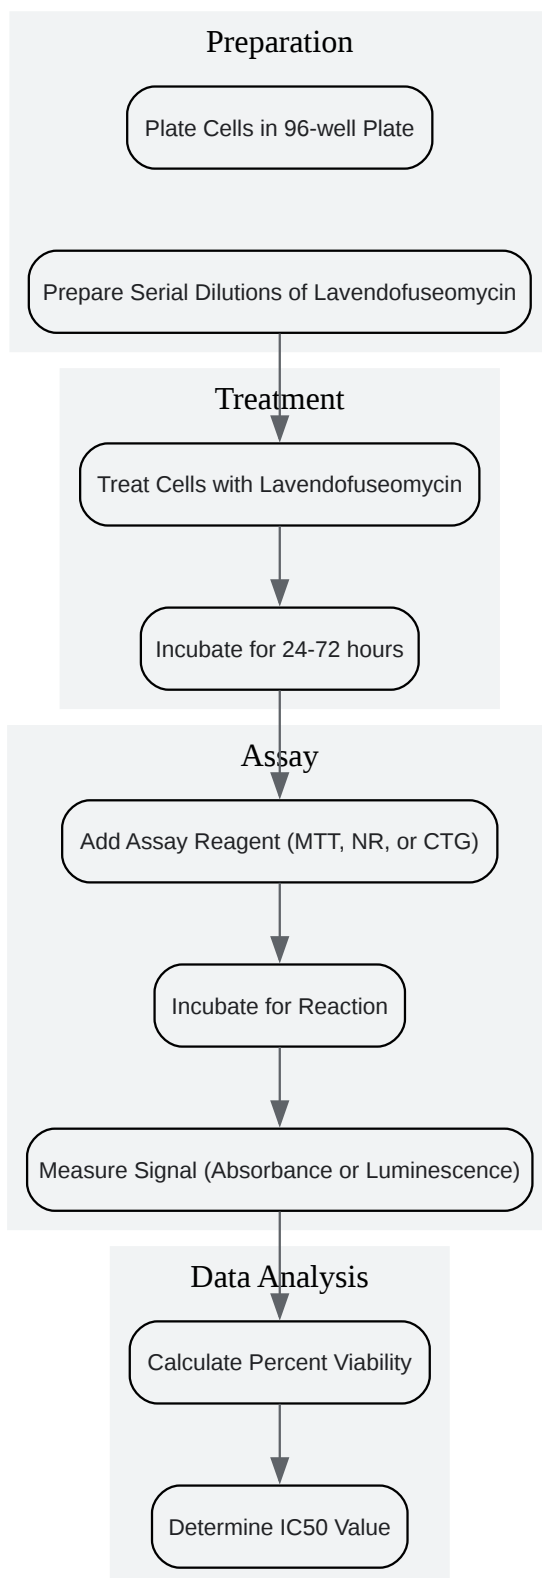 Preparation
Plate Cells in 96-well Plate
Prepare Serial Dilutions of Lavendofuseomycin
Treatment
Treat Cells with Lavendofuseomycin
Incubate for 24-72 hours
Assay
Add Assay Reagent (MTT, NR, or CTG)
Incubate for Reaction
Measure Signal (Absorbance or Luminescence)
Data Analysis
Calculate Percent Viability
Determine IC50 Value